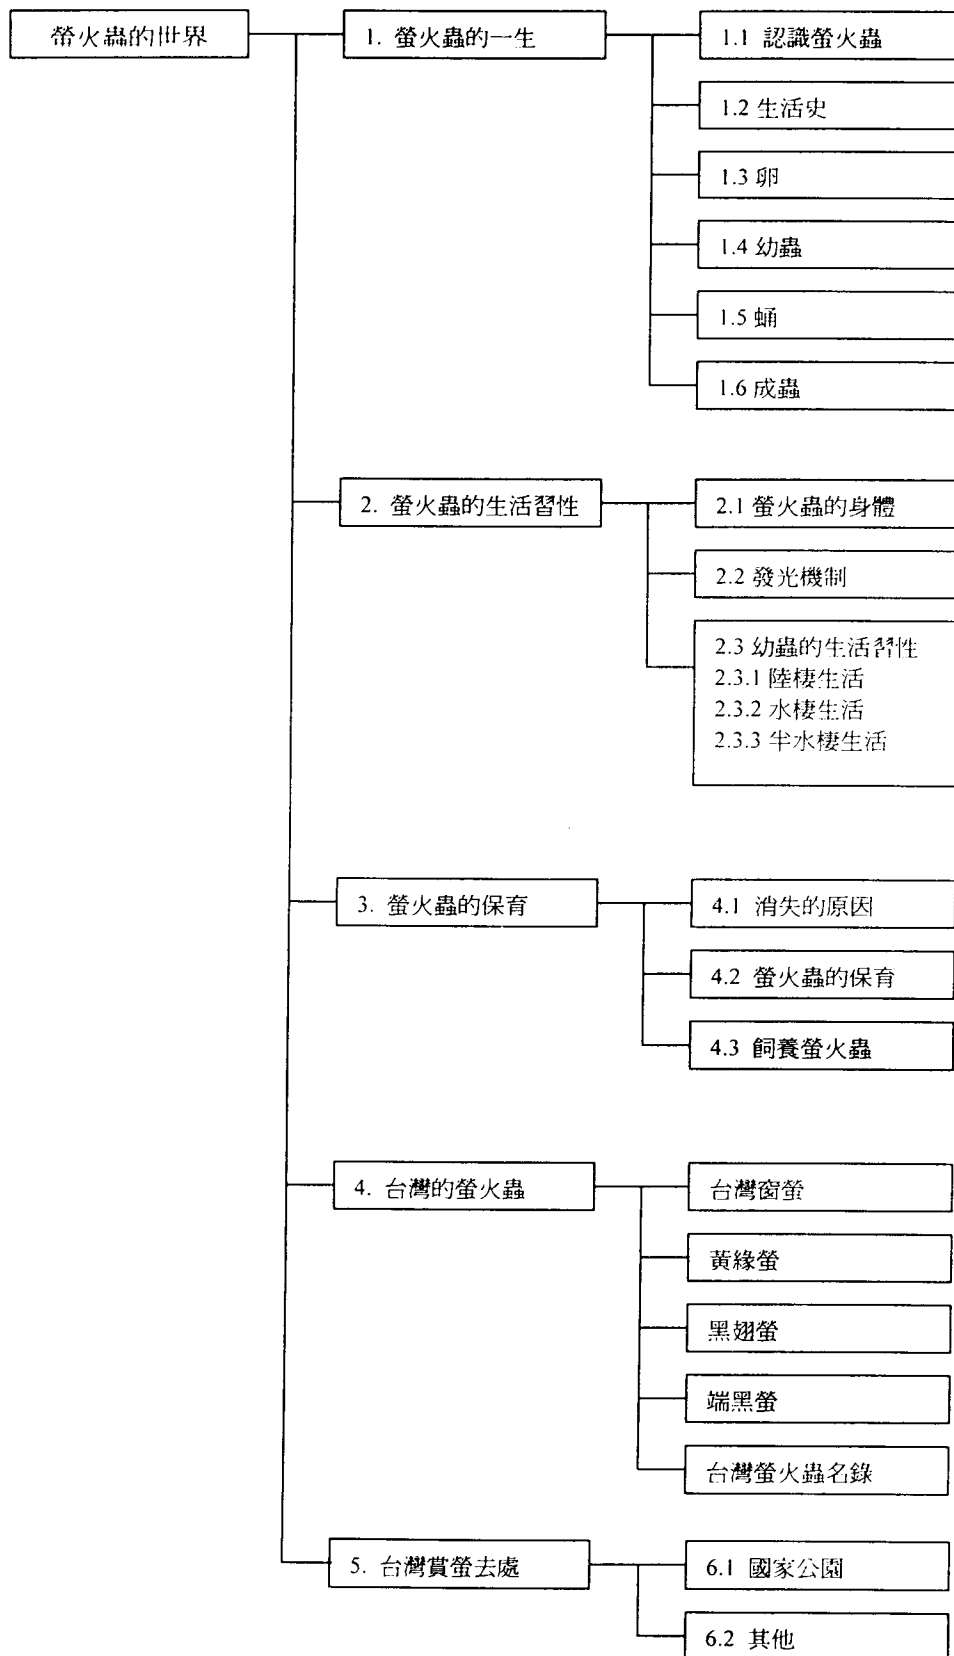 螢火蟲的世界
1. 螢火蟲的一生
1.1 認識螢火蟲
1.2 生活史
1.3 卵
1.4 幼蟲
1.5 蛹
1.6 成蟲
2. 螢火蟲的生活習性
2.1 螢火蟲的身體
2.2 發光機制
2.3 幼蟲的生活習性
2.3.1 陸棲生活
2.3.2 水棲生活
2.3.3 半水棲生活
3. 螢火蟲的保育
4.1 消失的原因
4.2 螢火蟲的保育
4.3 飼養螢火蟲
4. 台灣的螢火蟲
台灣窗螢
黃緣螢
黑翅螢
端黑螢
台灣螢火蟲名錄
5. 台灣賞螢去處
6.1 國家公園
6.2 其他